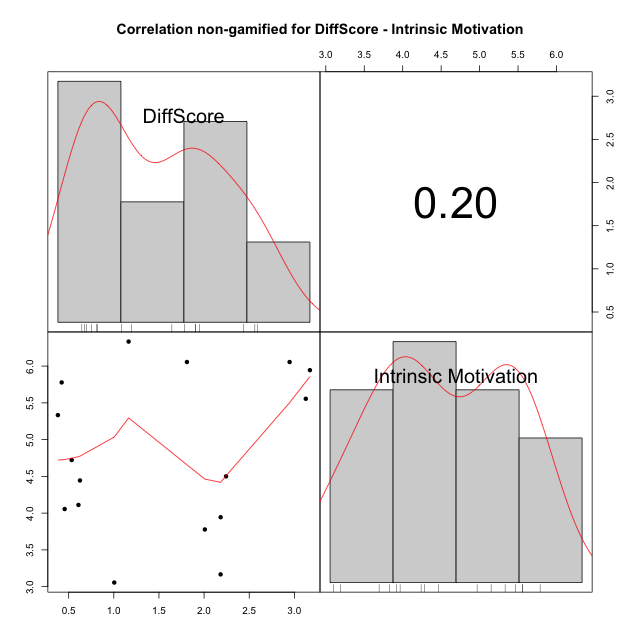 Correlation non-gamified for DiffScore - Intrinsic Motivation
3.0 3.5 4.0 4.5 5.0 5.5 6.0
DiffScore
0.20
3.0
2.5
2.0
1.5
1.0
0.5
6.0
5.5
5.0
4.5
4.0
3.5
3.0
Intrinsic Motivation
0.5 1.0 1.5 2.0 2.5 3.0